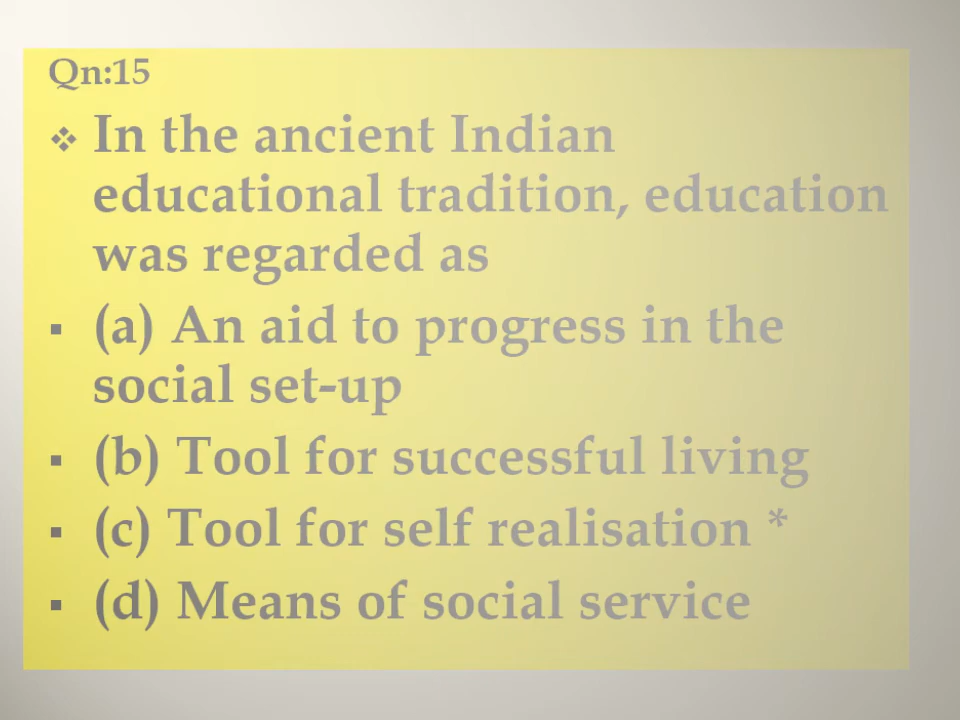 Qn:15
❖ In the ancient Indian
educational tradition, education
was regarded as
▪ (a) An aid to progress in the
social set-up
▪ (b) Tool for successful living
▪ (c) Tool for self realisation *
▪ (d) Means of social service